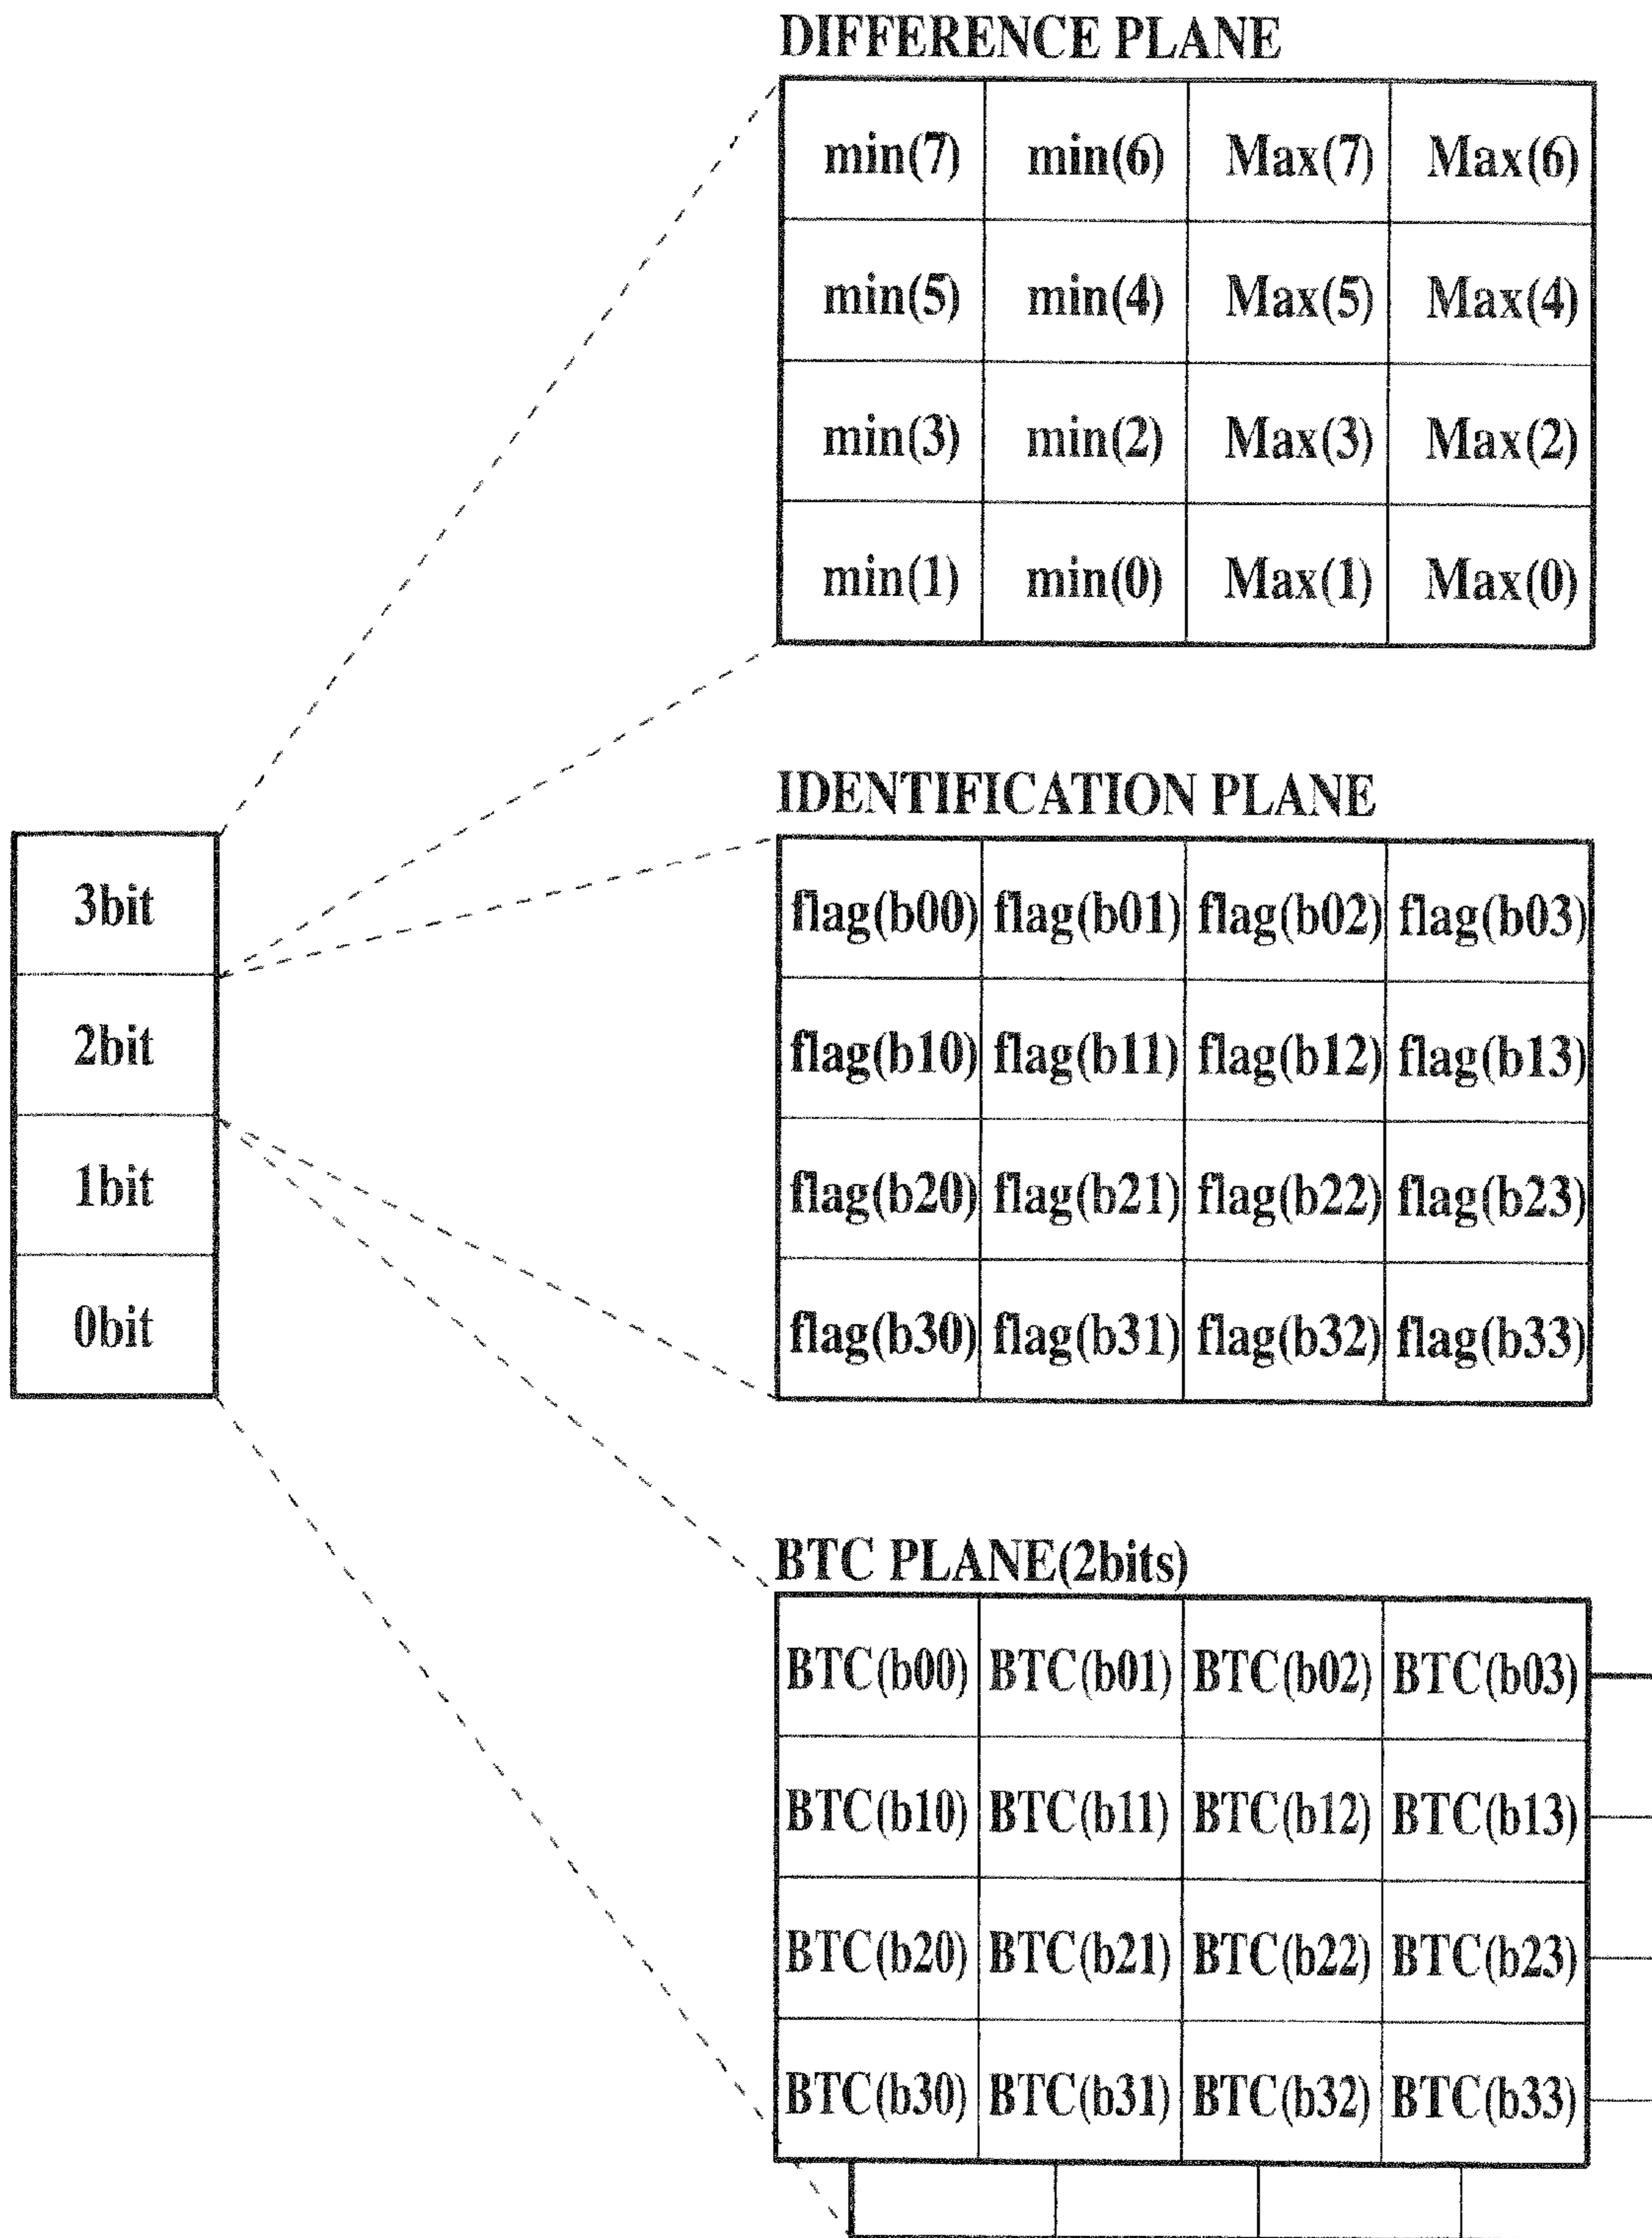 DIFFERENCE PLANE
min(7) min(6) Max(7) Max(6)
min(5) min(4) Max(5) Max(4)
min(3) min(2) Max(3) Max(2)
min(1) min(0) Max(1) Max(0)
3bit
2bit
1bit
0bit
IDENTIFICATION PLANE
flag(b00) flag(b01) flag(b02) flag(b03)
flag(b10) flag(b11) flag(b12) flag(b13)
flag(b20) flag(b21) flag(b22) flag(b23)
flag(b30) flag(b31) flag(b32) flag(b33)
BTC PLANE(2bits)
BTC(b00) BTC(b01) BTC(b02) BTC(b03)
BTC(b10) BTC(b11) BTC(b12) BTC(b13)
BTC(b20) BTC(b21) BTC(b22) BTC(b23)
BTC(b30) BTC(b31) BTC(b32) BTC(b33)